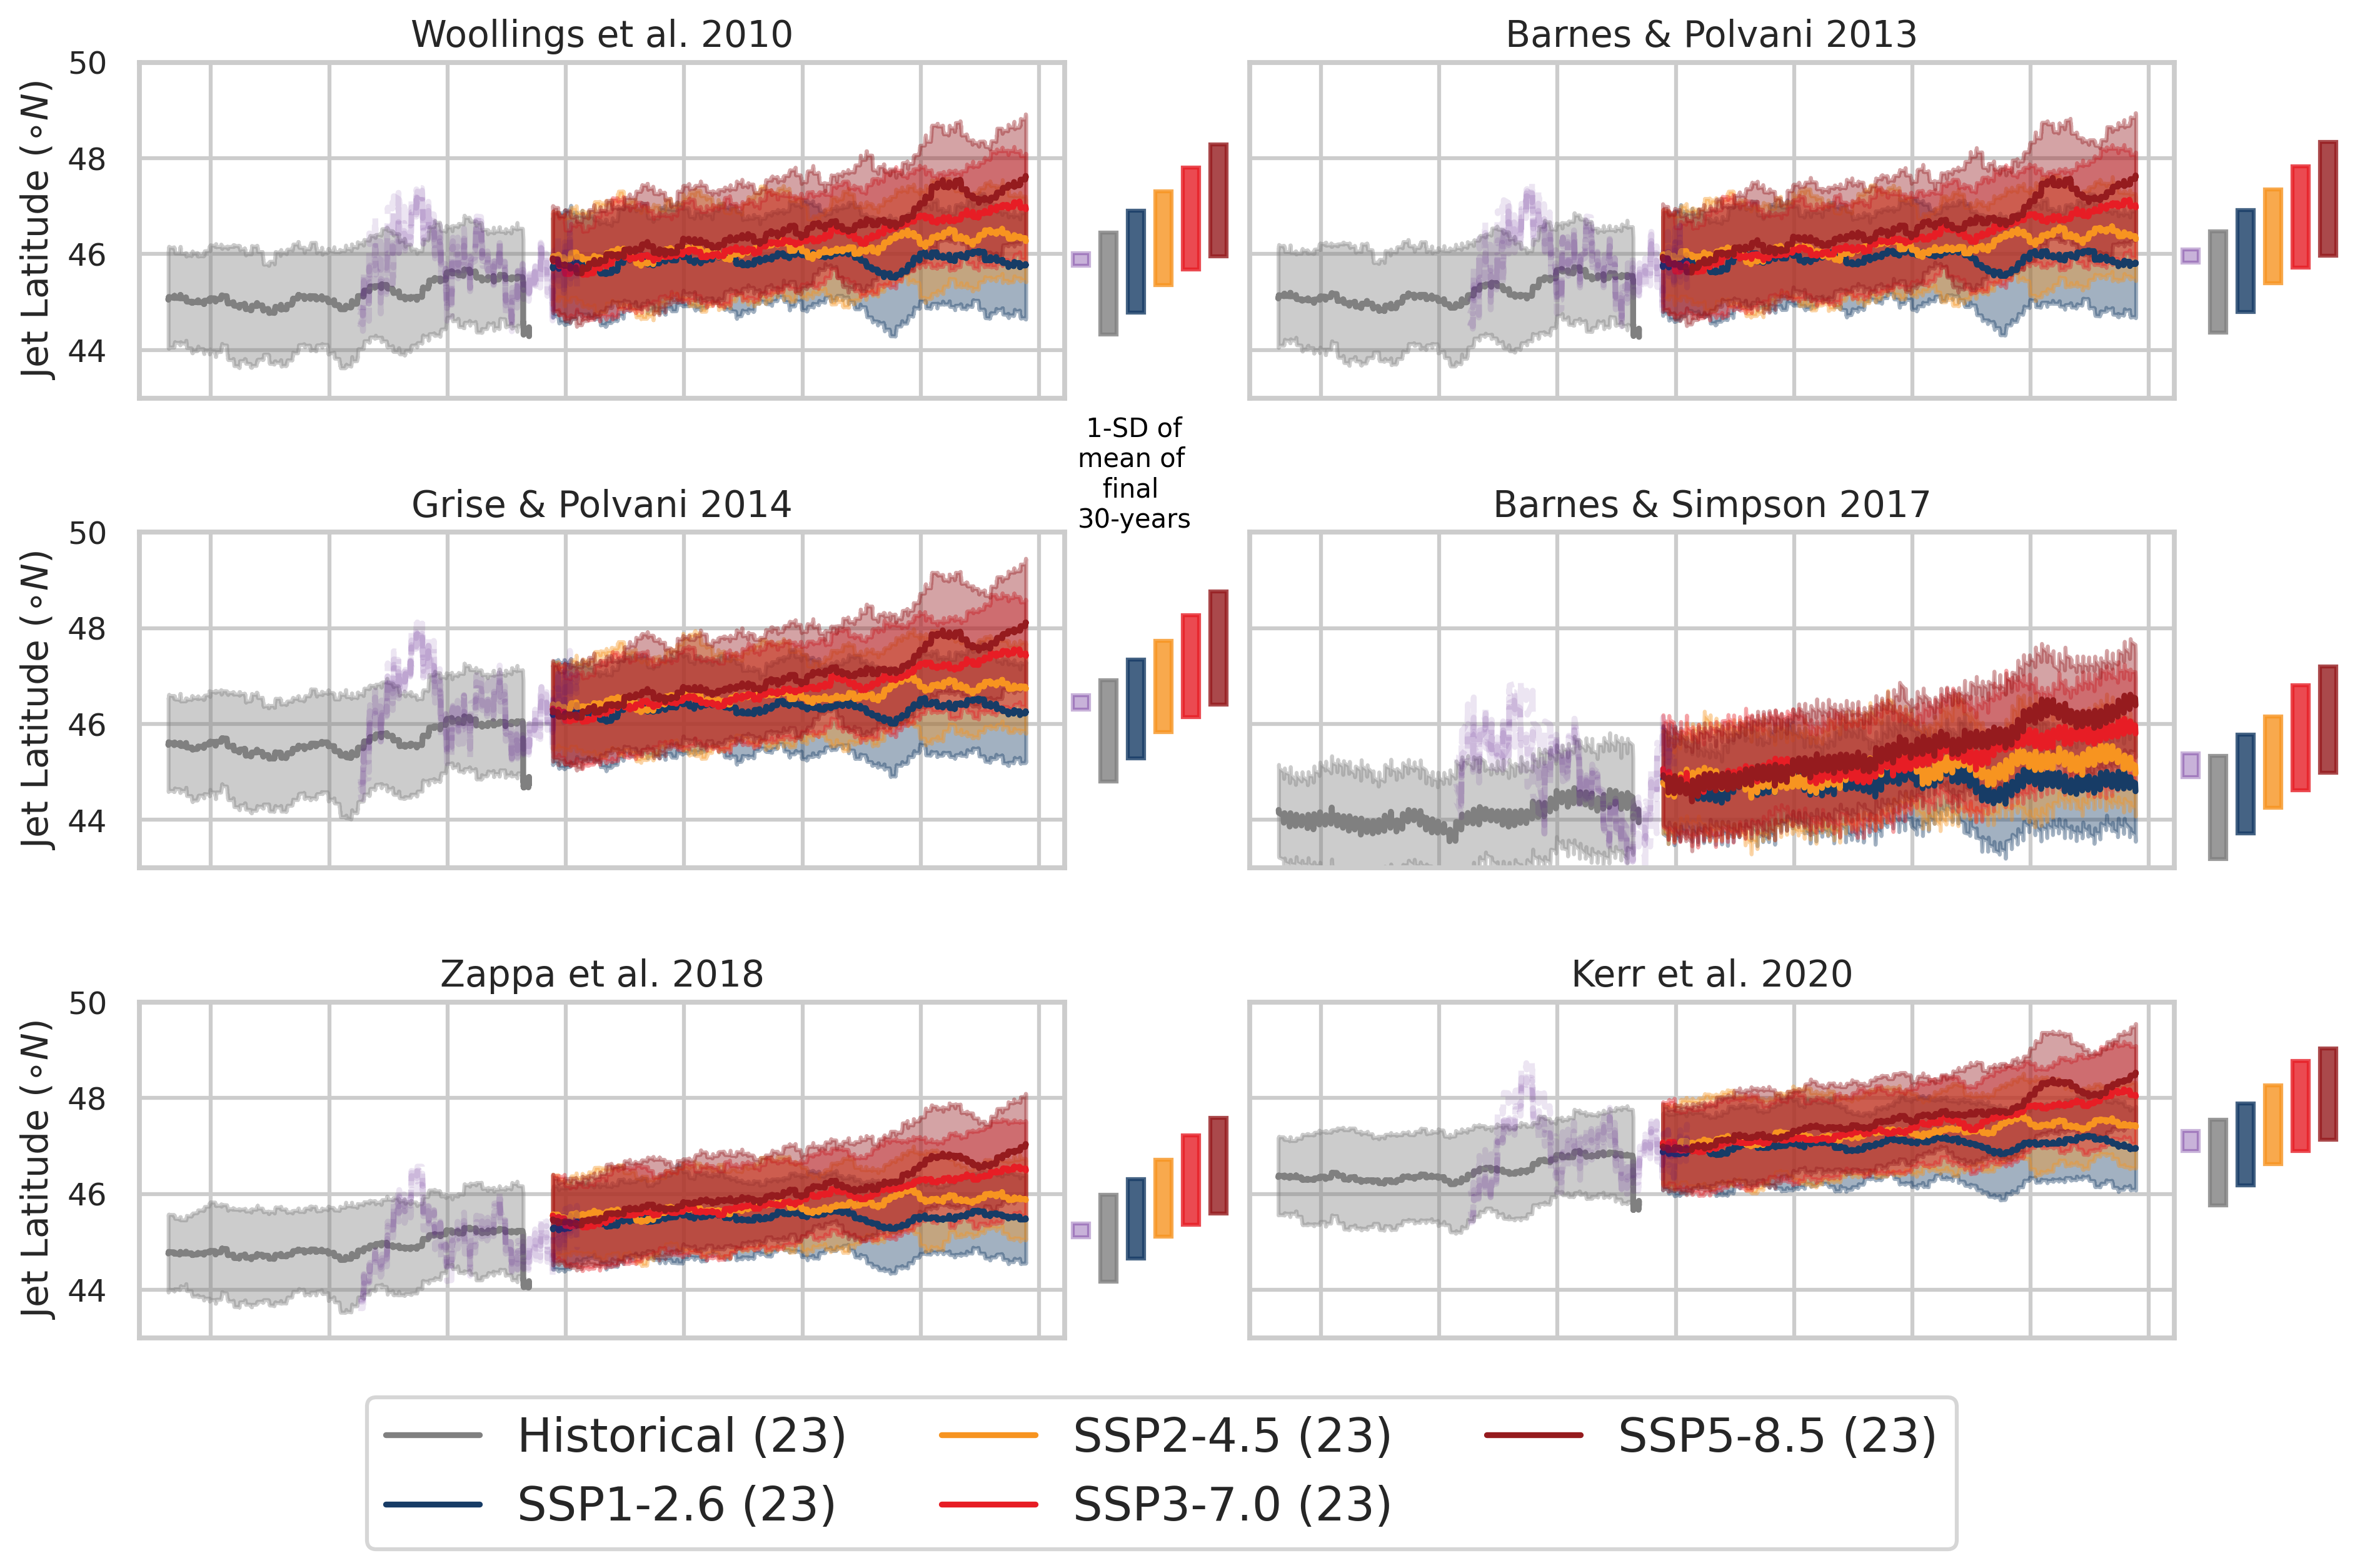 Woollings et al. 2010
Barnes & Polvani 2013
Jet Latitude (∘N)
50
48
46
44
1-SD of
mean of
final
30-years
Grise & Polvani 2014
Barnes & Simpson 2017
Jet Latitude (∘N)
50
48
46
44
Zappa et al. 2018
Kerr et al. 2020
Jet Latitude (∘N)
50
48
46
44
Historical (23)
SSP2-4.5 (23)
SSP5-8.5 (23)
SSP1-2.6 (23)
SSP3-7.0 (23)